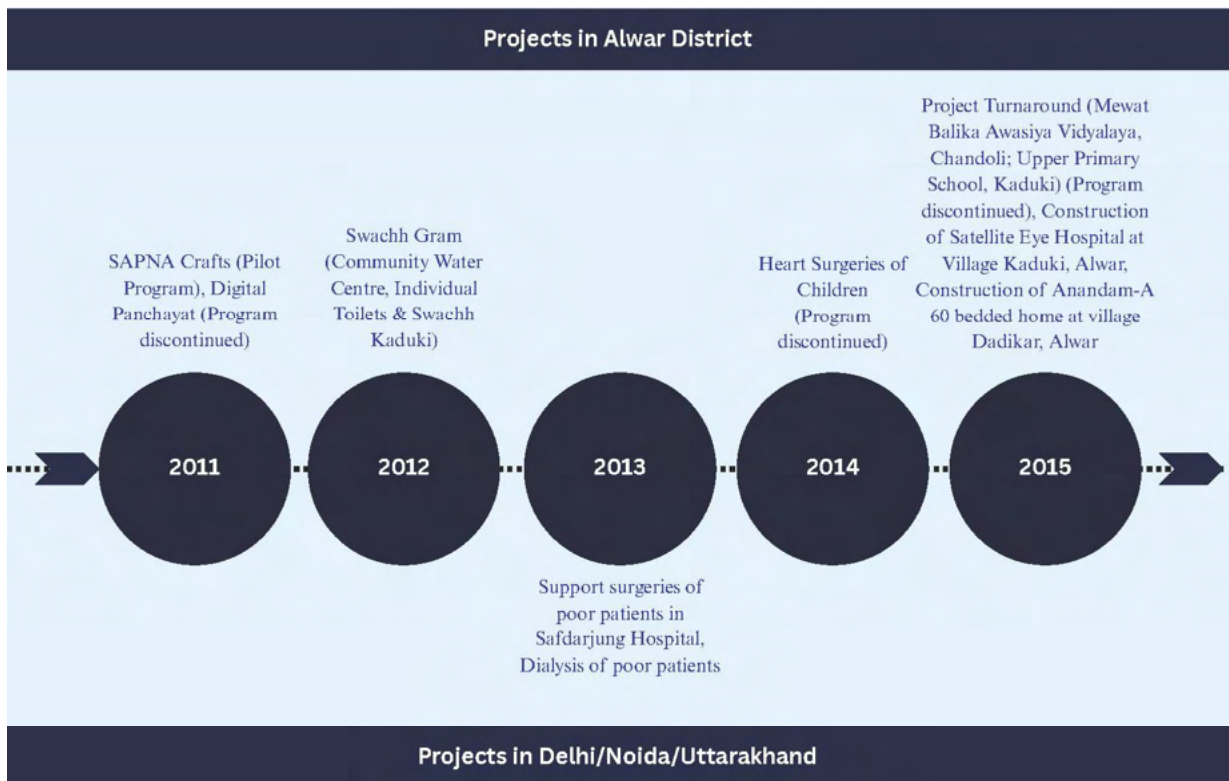 Projects in Alwar District
SAPNA Crafts (Pilot
Program), Digital
Panchayat (Program
discontinued)
Swachh Gram
(Community Water
Centre, Individual
Toilets & Swachh
Kaduki)
Heart Surgeries of
Children
(Program
discontinued)
Project Turnaround (Mewat
Balika Awasiya Vidyalaya,
Chandoli; Upper Primary
School, Kaduki) (Program
discontinued), Construction
of Satellite Eye Hospital at
Village Kaduki, Alwar,
Construction of Anandam-A
60 bedded home at village
Dadikar, Alwar
2011
2012
2013
2014
2015
Support surgeries of
poor patients in
Safdarjung Hospital,
Dialysis of poor patients
Projects in Delhi/Noida/Uttarakhand